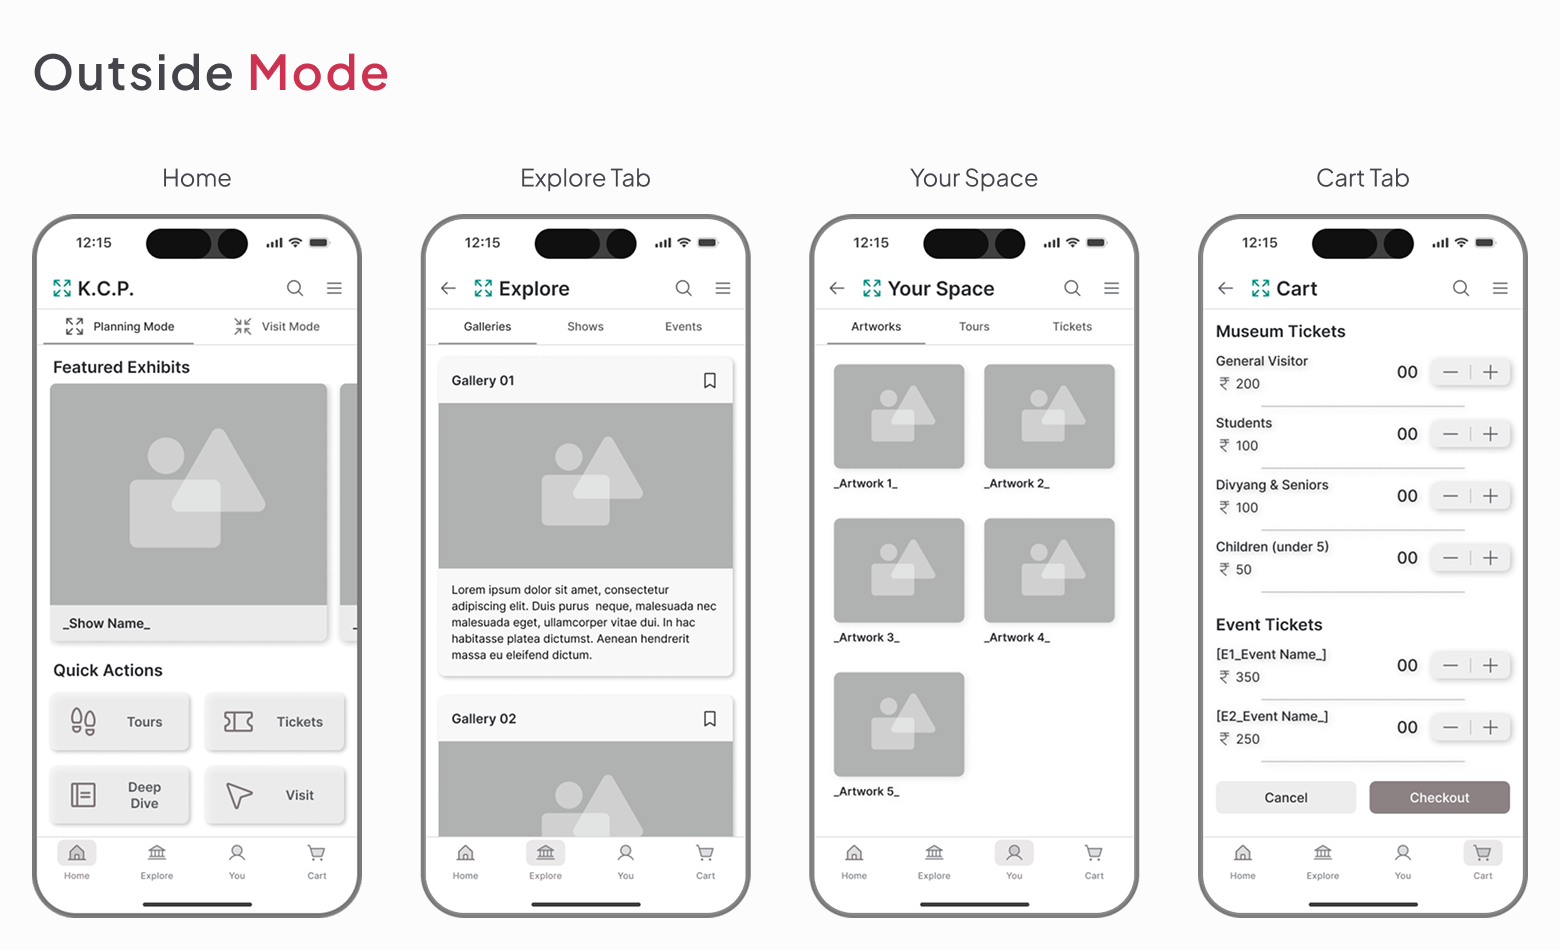 Outside Mode
Home
12:15
K.C.P.
Planning Mode
Visit Mode
Featured Exhibits
_Show Name_
_
Quick Actions
Tours
Tickets
Deep
Dive
Visit
Home
Explore
You
Cart
Explore Tab
12:15
Explore
Galleries
Shows
Events
Gallery 01
Lorem ipsum dolor sit amet, consectetur
adipiscing elit. Duis purus neque, malesuada nec
malesuada eget, ullamcorper vitae dui. In hac
habitasse platea dictumst. Aenean hendrerit
massa eu eleifend dictum.
Gallery 02
Home
Explore
You
Cart
Your Space
12:15
Your Space
Artworks
Tours
Tickets
_Artwork 1_
_Artwork 2_
_Artwork 3_
_Artwork 4_
_Artwork 5_
Home
Explore
You
Cart
Cart Tab
12:15
Cart
Museum Tickets
General Visitor
₹ 200
00
Students
₹ 100
00
Divyang & Seniors
₹ 100
00
Children (under 5)
₹ 50
00
Event Tickets
[E1_Event Name_]
₹ 350
00
[E2_Event Name_]
₹ 250
00
Cancel
Checkout
Home
Explore
You
Cart